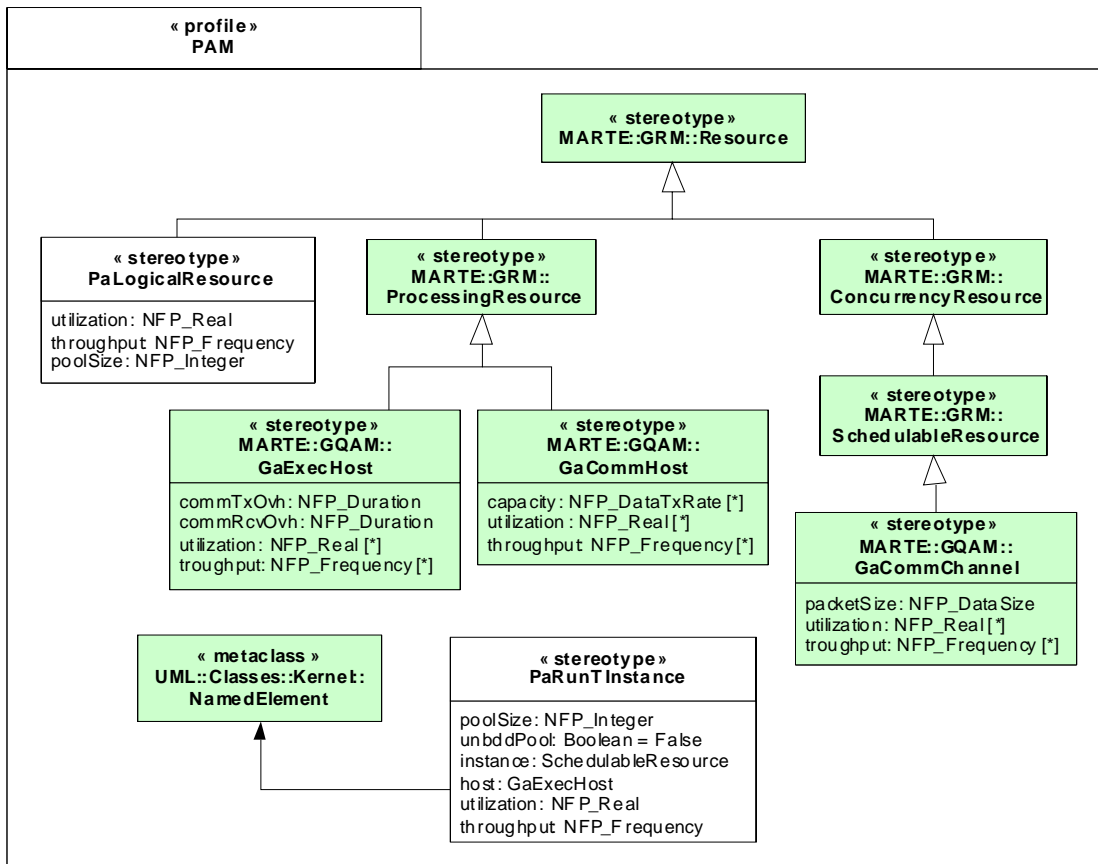 « profile»
PAM
« stereotype»
MARTE::GRM::Resource
« stereotype»
PaLogicalResource
utilization: NFP_Real
throughput: NFP_Frequency
poolSize: NFP_Integer
« stereotype»
MARTE::GRM::
ProcessingResource
« stereotype»
MARTE::GRM::
ConcurrencyResource
« stereotype»
MARTE::GRM::
SchedulableResource
« stereotype»
MARTE::GQAM::
GaExecHost
commTxOvh: NFP_Duration
commRcvOvh: NFP_Duration
utilization: NFP_Real [*]
troughput: NFP_Frequency [*]
« stereotype»
MARTE::GQAM::
GaCommHost
capacity: NFP_DataTxRate [*]
utilization: NFP_Real [*]
throughput: NFP_Frequency [*]
« stereotype»
MARTE::GQAM::
GaCommChannel
packetSize: NFP_DataSize
utilization: NFP_Real [*]
troughput: NFP_Frequency [*]
« metaclass »
UML::Classes::Kernel::
NamedElement
« stereotype»
PaRunTInstance
poolSize: NFP_Integer
unbddPool: Boolean = False
instance: SchedulableResource
host: GaExecHost
utilization: NFP_Real
throughput: NFP_Frequency